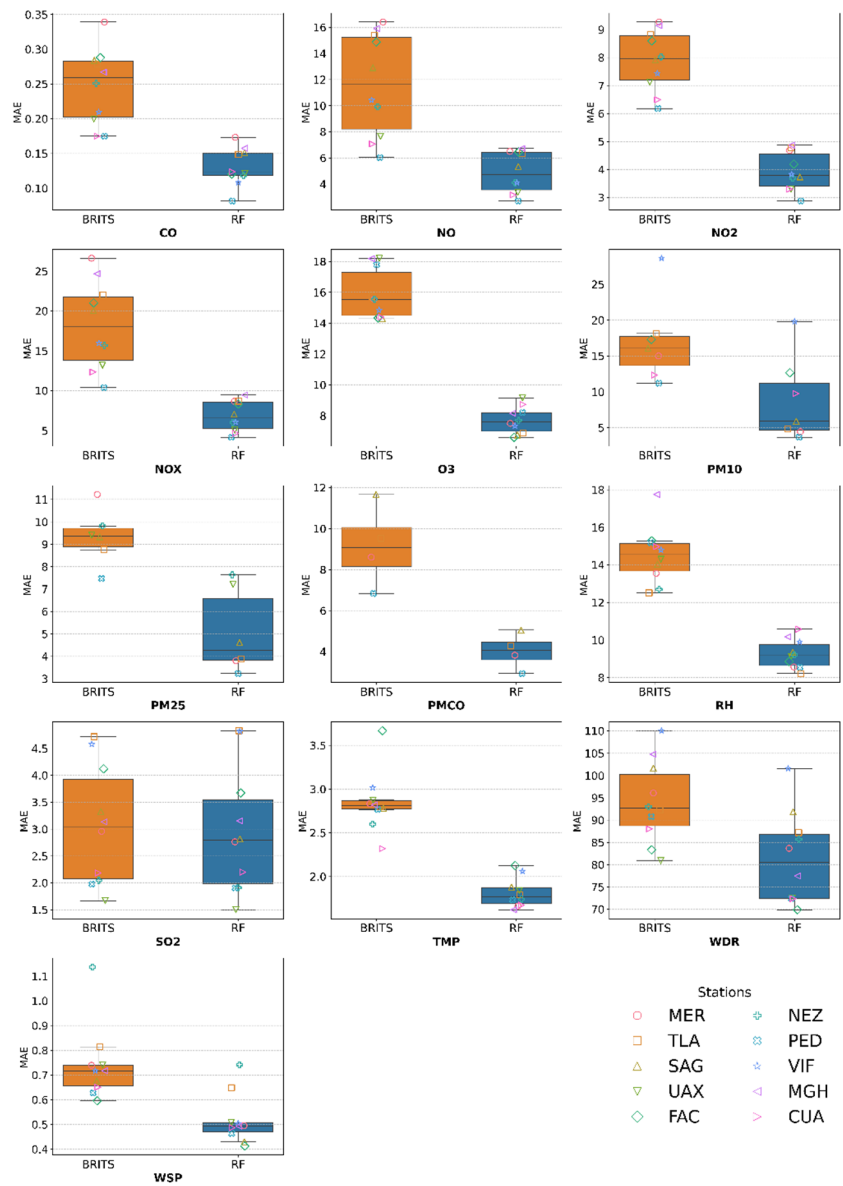 0.35
0.30
0.25
0.20
0.15
0.10
MAE
BRITS
RF
CO
16
14
12
10
8
6
4
MAE
BRITS
RF
NO
9
8
7
6
5
4
3
MAE
BRITS
RF
NO2
25
20
15
10
5
MAE
BRITS
RF
NOX
18
16
14
12
10
8
MAE
BRITS
RF
O3
25
20
15
10
5
MAE
BRITS
RF
PM10
11
10
9
8
7
6
5
4
3
MAE
BRITS
RF
PM25
12
10
8
6
4
MAE
BRITS
RF
PMCO
18
16
14
12
10
8
MAE
BRITS
RF
RH
4.5
4.0
3.5
3.0
2.5
2.0
1.5
MAE
BRITS
RF
SO2
3.5
3.0
2.5
2.0
MAE
BRITS
RF
TMP
110
105
100
95
90
85
80
75
70
MAE
BRITS
RF
WDR
1.1
1.0
0.9
0.8
0.7
0.6
0.5
0.4
MAE
BRITS
RF
WSP
Stations
MER NEZ
TLA PED
SAG VIF
UAX MGH
FAC CUA